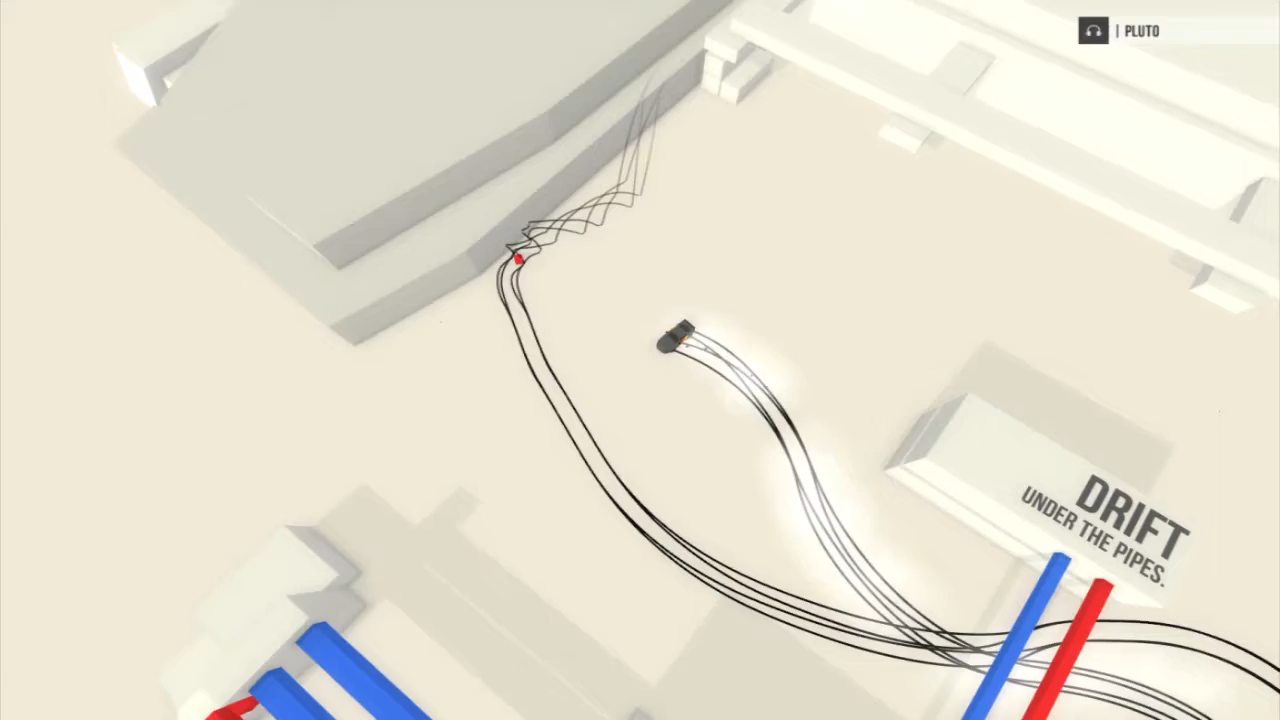 | PLUTO
DRIFT
UNDER THE PIPES.